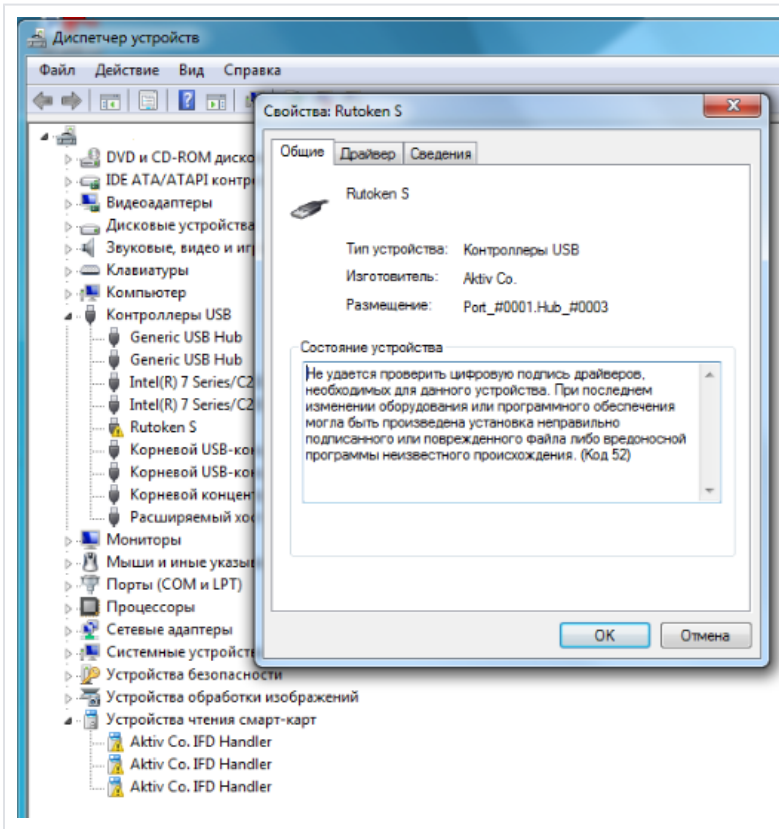 Диспетчер устройств
Файл Действие Вид Справка
Свойства: Rutoken S
Общие Драйвер Сведения
Rutoken S
Тип устройства: Контроллеры USB
Изготовитель: Aktiv Co.
Размещение: Port_#0001.Hub_#0003
Состояние устройства
Не удается проверить цифровую подпись драйверов,
необходимых для данного устройства. При последнем
изменении оборудования или программного обеспечения
могла быть произведена установка неправильно
подписанного или поврежденного файла либо вредоносной
программы неизвестного происхождения. (Код 52)
OK Отмена
DVD и CD-ROM диско
IDE ATA/ATAPI контр
Видеоадаптеры
Дисковые устройства
Звуковые, видео и иг
Клавиатуры
Компьютер
Контроллеры USB
Generic USB Hub
Generic USB Hub
Intel(R) 7 Series/C2
Intel(R) 7 Series/C2
Rutoken S
Корневой USB-ко
Корневой USB-ко
Корневой концен
Расширяемый хо
Мониторы
Мыши и иные указы
Порты (COM и LPT)
Процессоры
Сетевые адаптеры
Системные устройст
Устройства безопасности
Устройства обработки изображений
Устройства чтения смарт-карт
Aktiv Co. IFD Handler
Aktiv Co. IFD Handler
Aktiv Co. IFD Handler